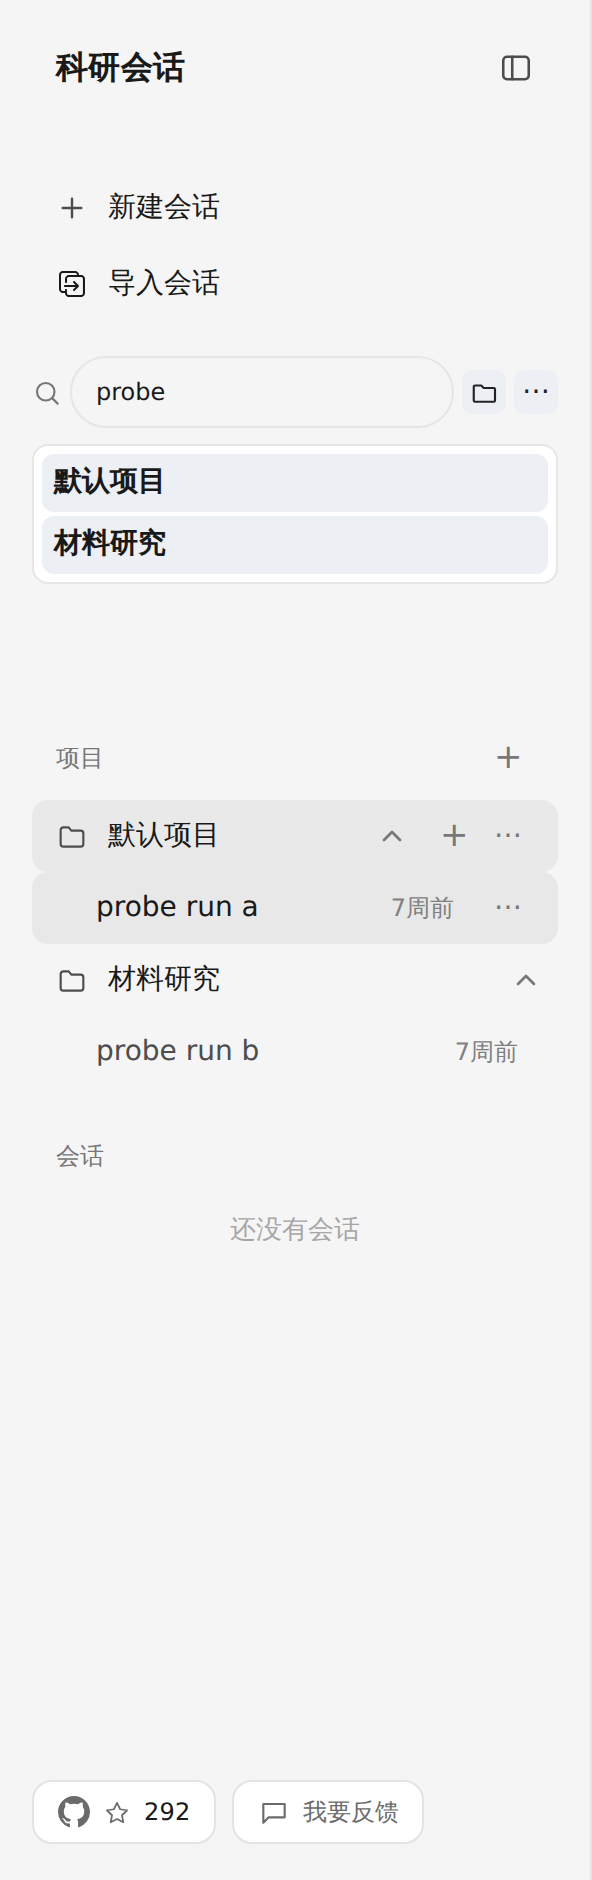 科研会话
新建会话
导入会话
probe
默认项目
材料研究
项目
默认项目
probe run a 7周前
材料研究
probe run b 7周前
会话
还没有会话
292 我要反馈